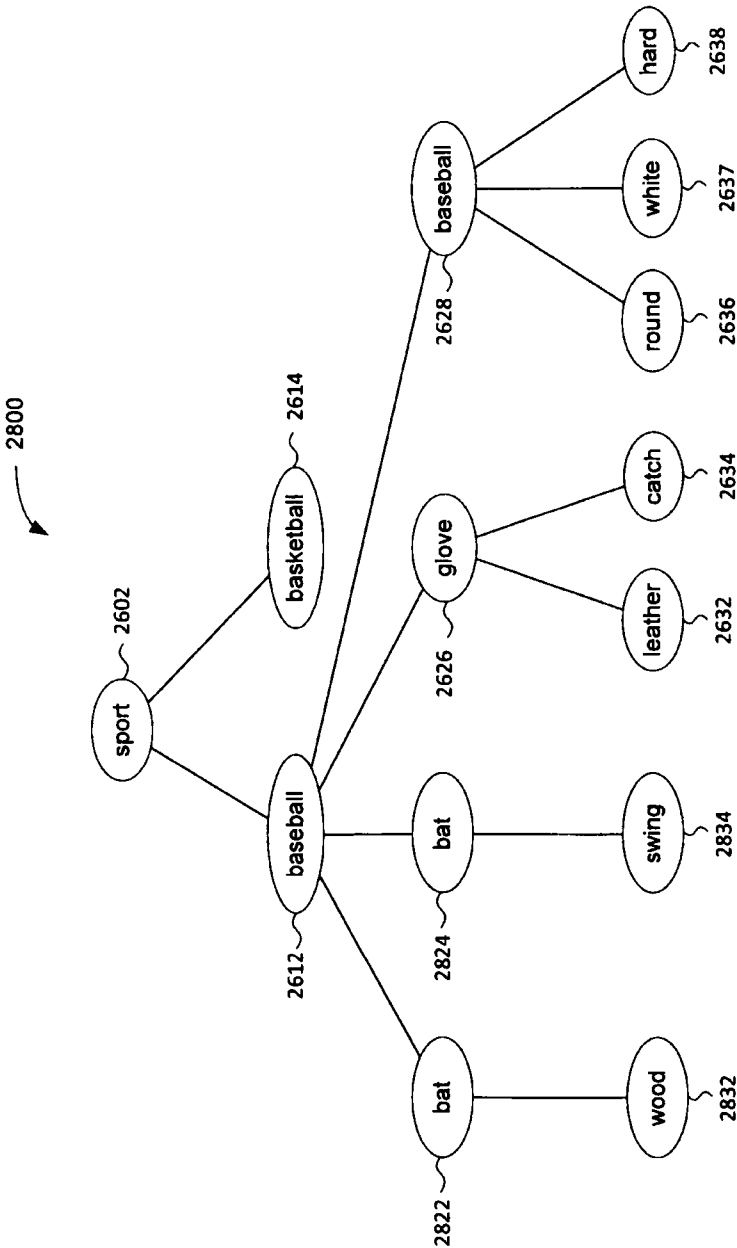 2800
sport
2602
baseball
2612
basketball
2614
bat
2822
bat
2824
glove
2626
baseball
2628
wood
2832
swing
2834
leather
2632
catch
2634
round
2636
white
2637
hard
2638